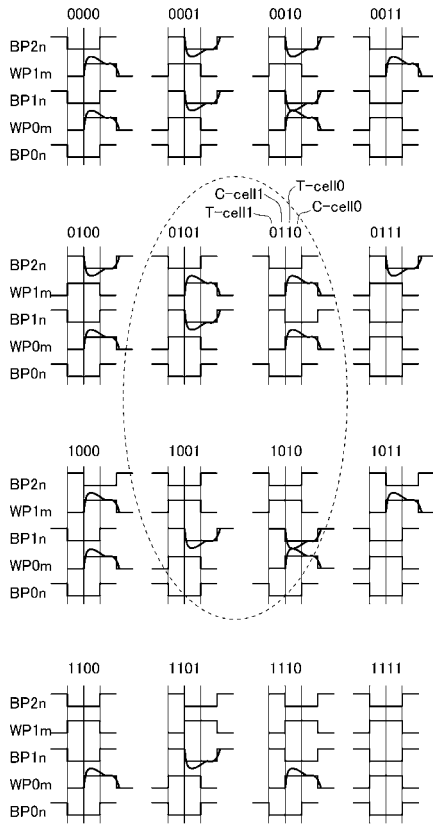 0000 0001 0010 0011
BP2n
WP1m
BP1n
WP0m
BP0n
C-cell1 T-cell0
T-cell1 C-cell0
0100 0101 0110 0111
BP2n
WP1m
BP1n
WP0m
BP0n
1000 1001 1010 1011
BP2n
WP1m
BP1n
WP0m
BP0n
1100 1101 1110 1111
BP2n
WP1m
BP1n
WP0m
BP0n